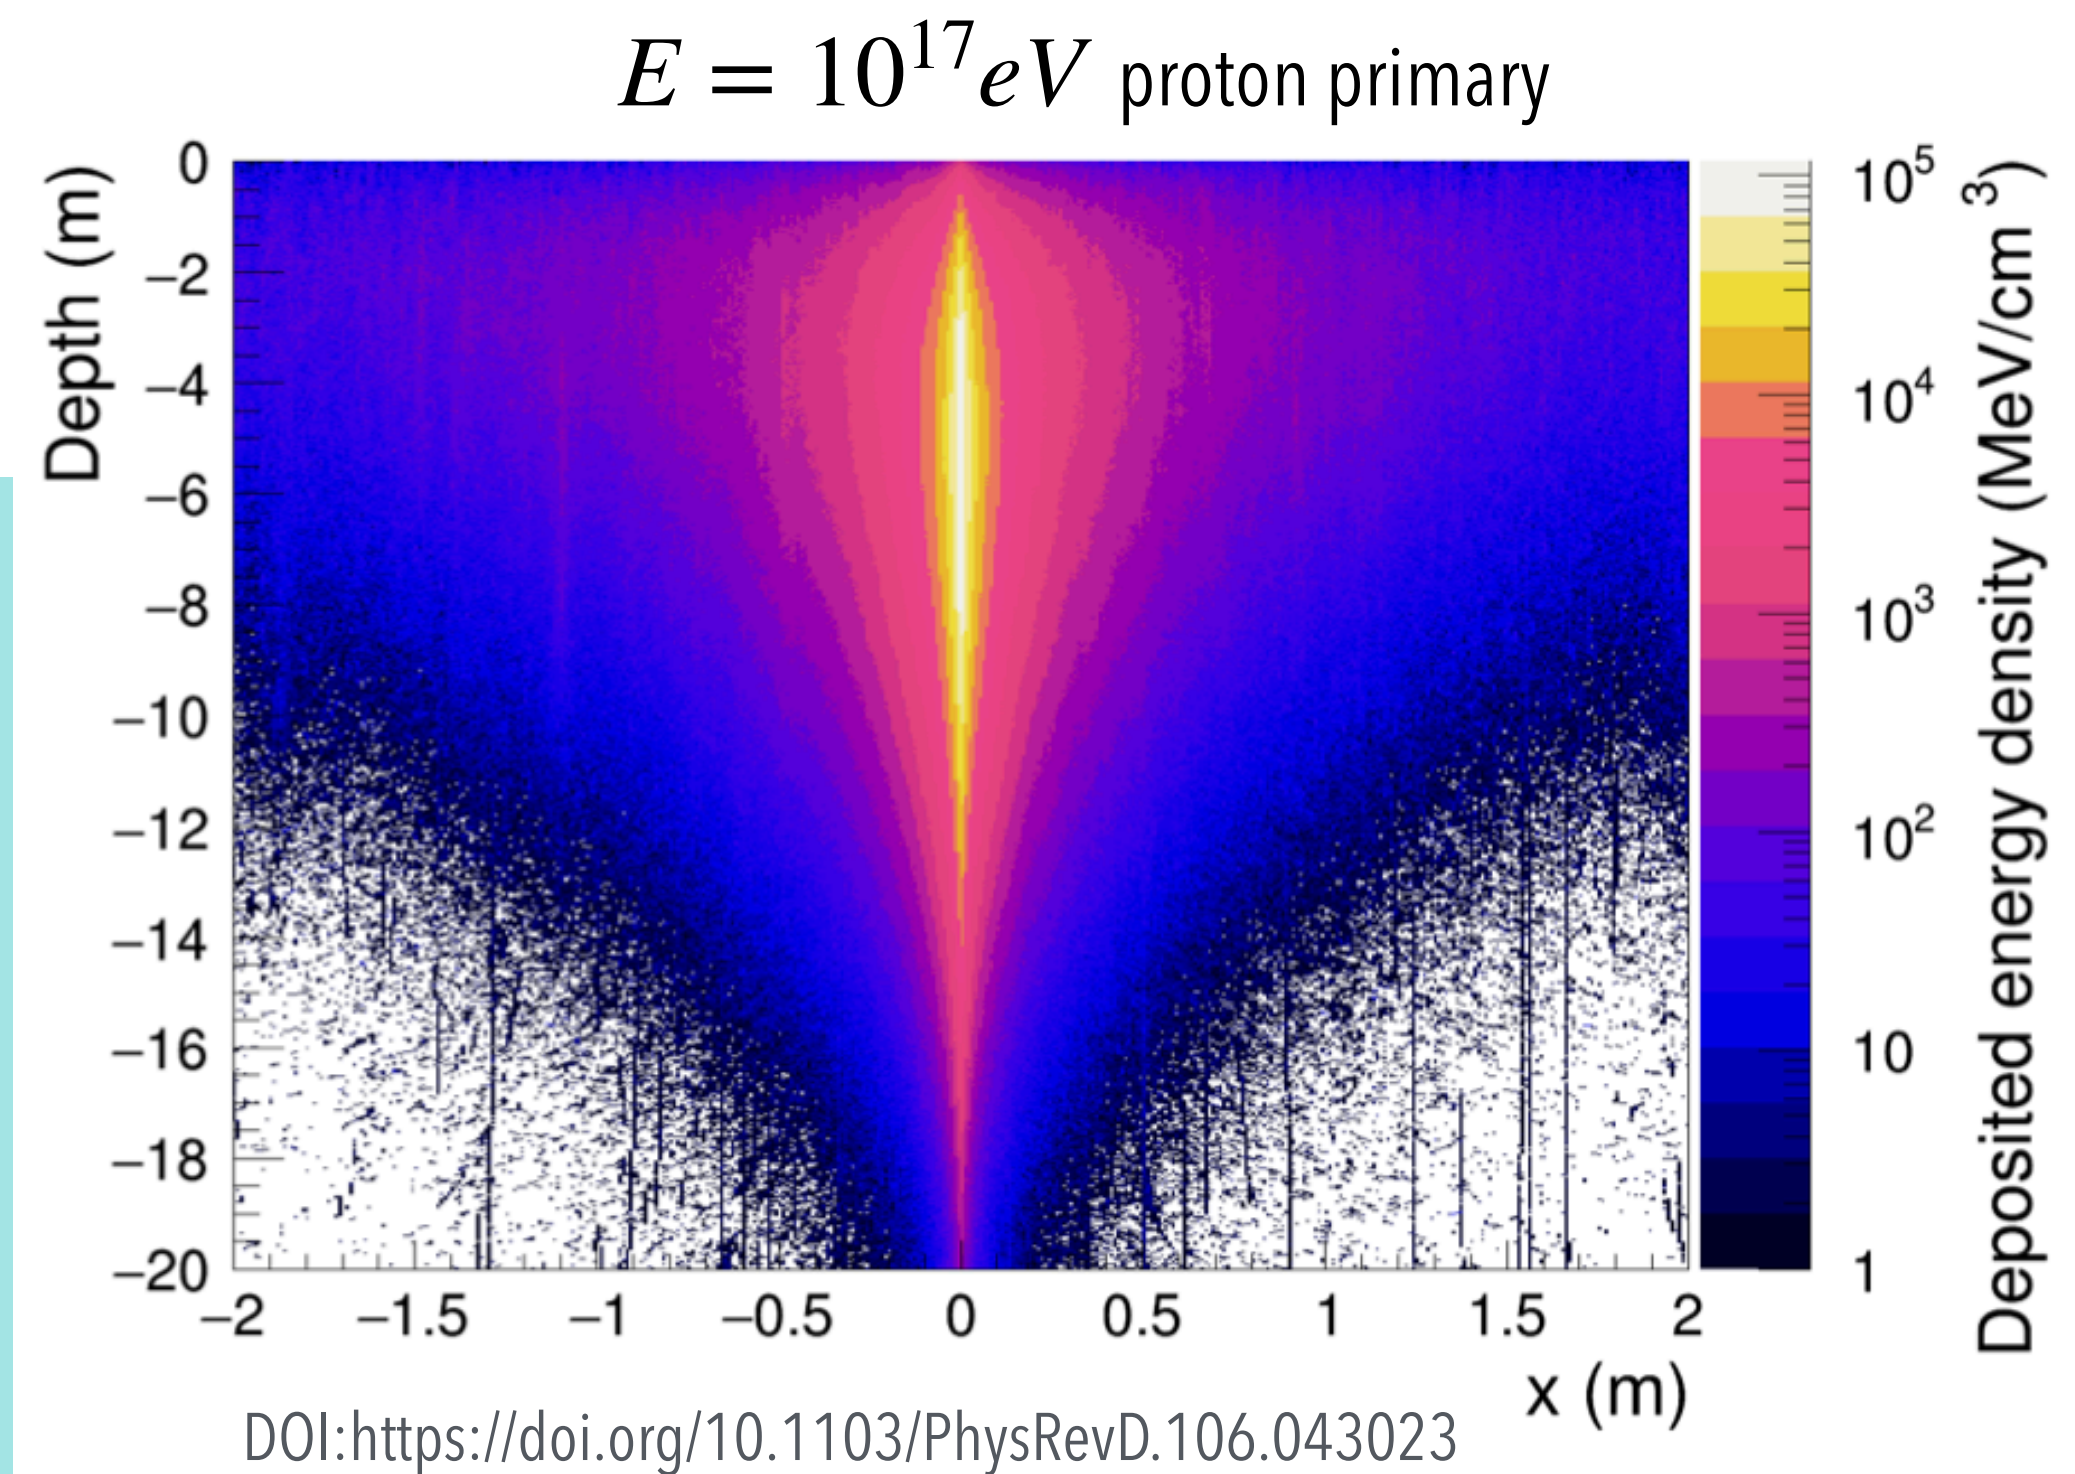 E = 10^17 eV proton primary
Depth (m)
0
−2
−4
−6
−8
−10
−12
−14
−16
−18
−20
−2 −1.5 −1 −0.5 0 0.5 1 1.5 2
x (m)
10^5
10^4
10^3
10^2
10
1
Deposited energy density (MeV/cm ^3)
DOI:https://doi.org/10.1103/PhysRevD.106.043023